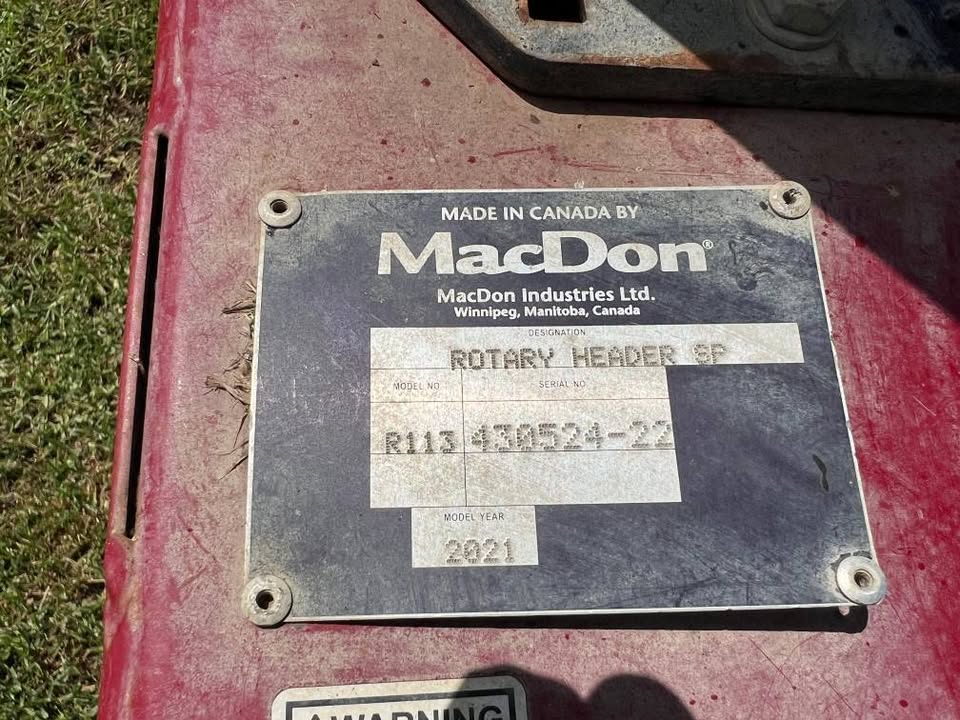 MADE IN CANADA BY
MacDon®
MacDon Industries Ltd.
Winnipeg, Manitoba, Canada
DESIGNATION
ROTARY HEADER SP
MODEL NO
SERIAL NO
R113
430524-22
MODEL YEAR
2021
WARNING